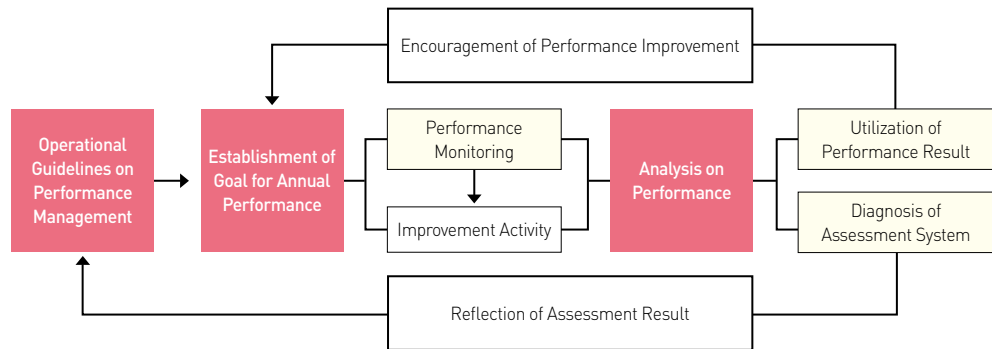 Encouragement of Performance Improvement
Operational
Guidelines on
Performance
Management
Establishment of
Goal for Annual
Performance
Performance
Monitoring
Improvement Activity
Analysis on
Performance
Utilization of
Performance Result
Diagnosis of
Assessment System
Reflection of Assessment Result